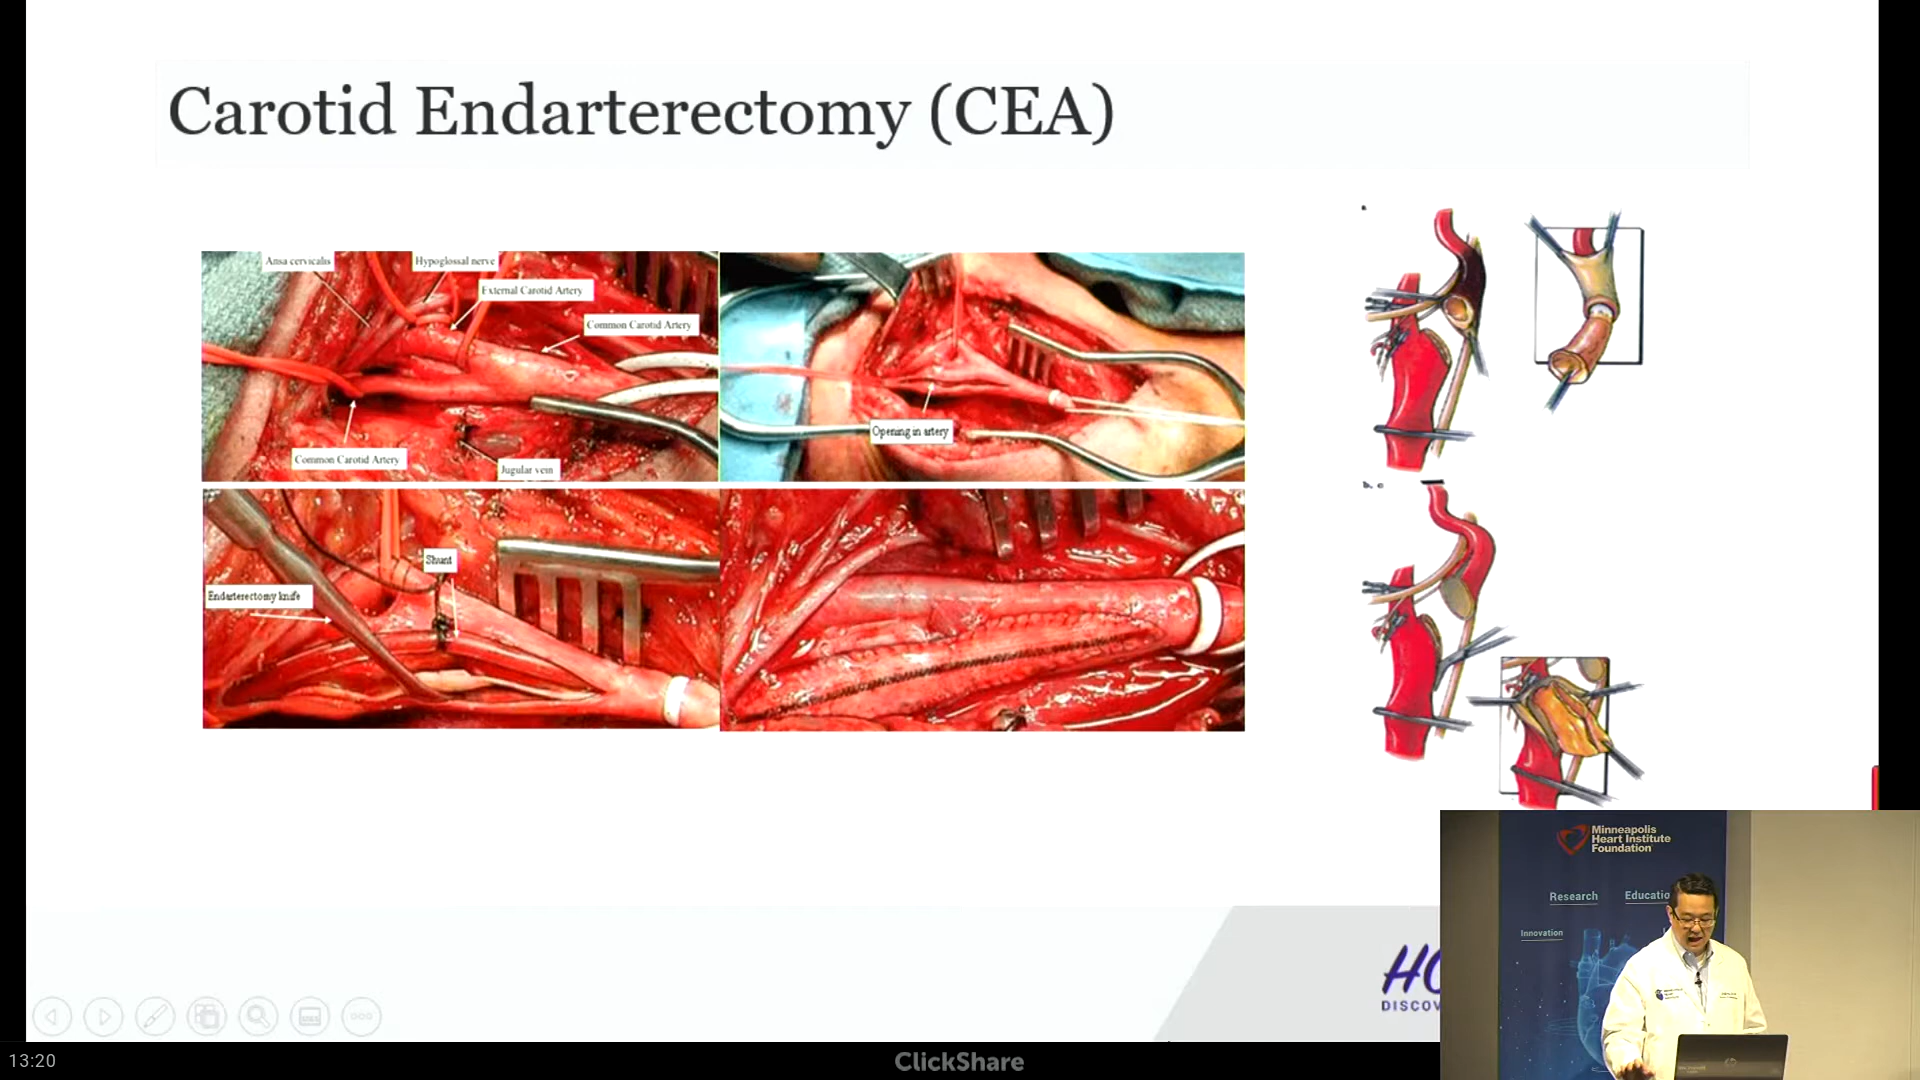 Carotid Endarterectomy (CEA)
Ansa cervicalis
Hypoglossal nerve
External Carotid Artery
Common Carotid Artery
Common Carotid Artery
Jugular vein
Opening in artery
Shunt
Endarterectomy knife
a.
b. c
Minneapolis
Heart Institute
Foundation
Research
Educatio
Innovation
HO
DISCOV
13:20
ClickShare